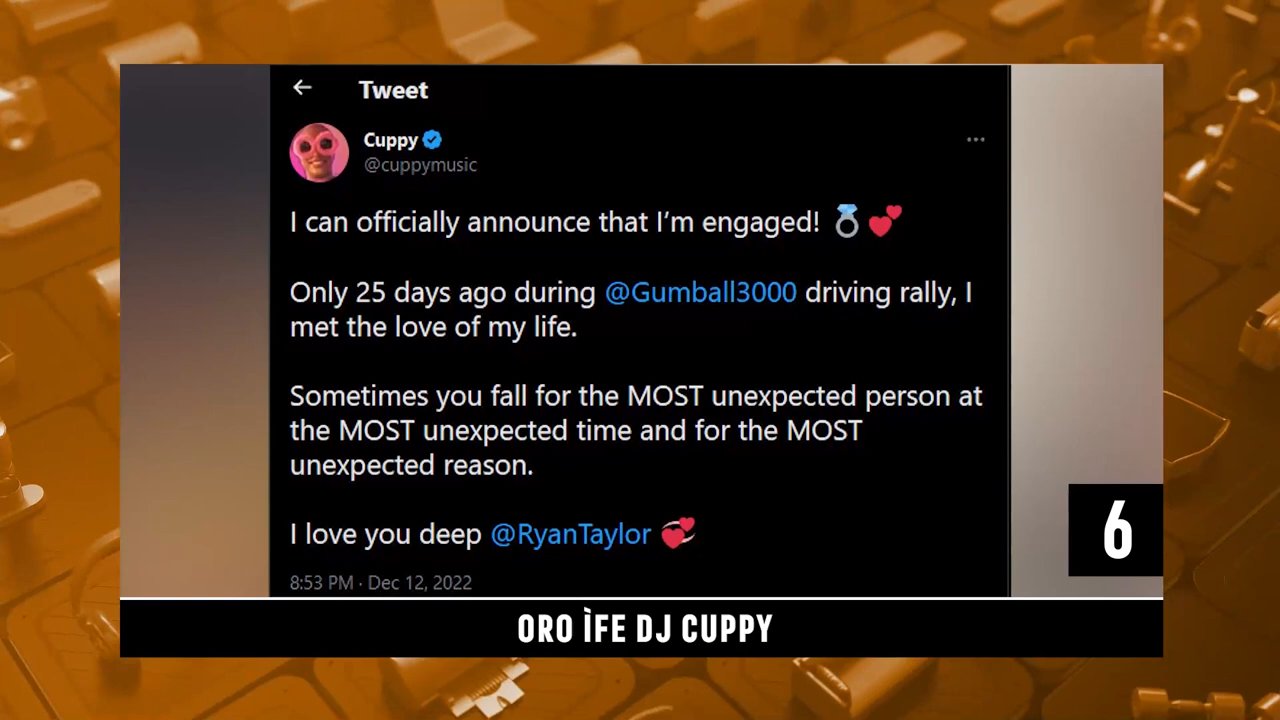 Tweet
Cuppy
@cuppymusic
I can officially announce that I’m engaged! 💍💕
Only 25 days ago during @Gumball3000 driving rally, I
met the love of my life.
Sometimes you fall for the MOST unexpected person at
the MOST unexpected time and for the MOST
unexpected reason.
I love you deep @RyanTaylor 💞
8:53 PM · Dec 12, 2022
6
ORO ÌFE DJ CUPPY